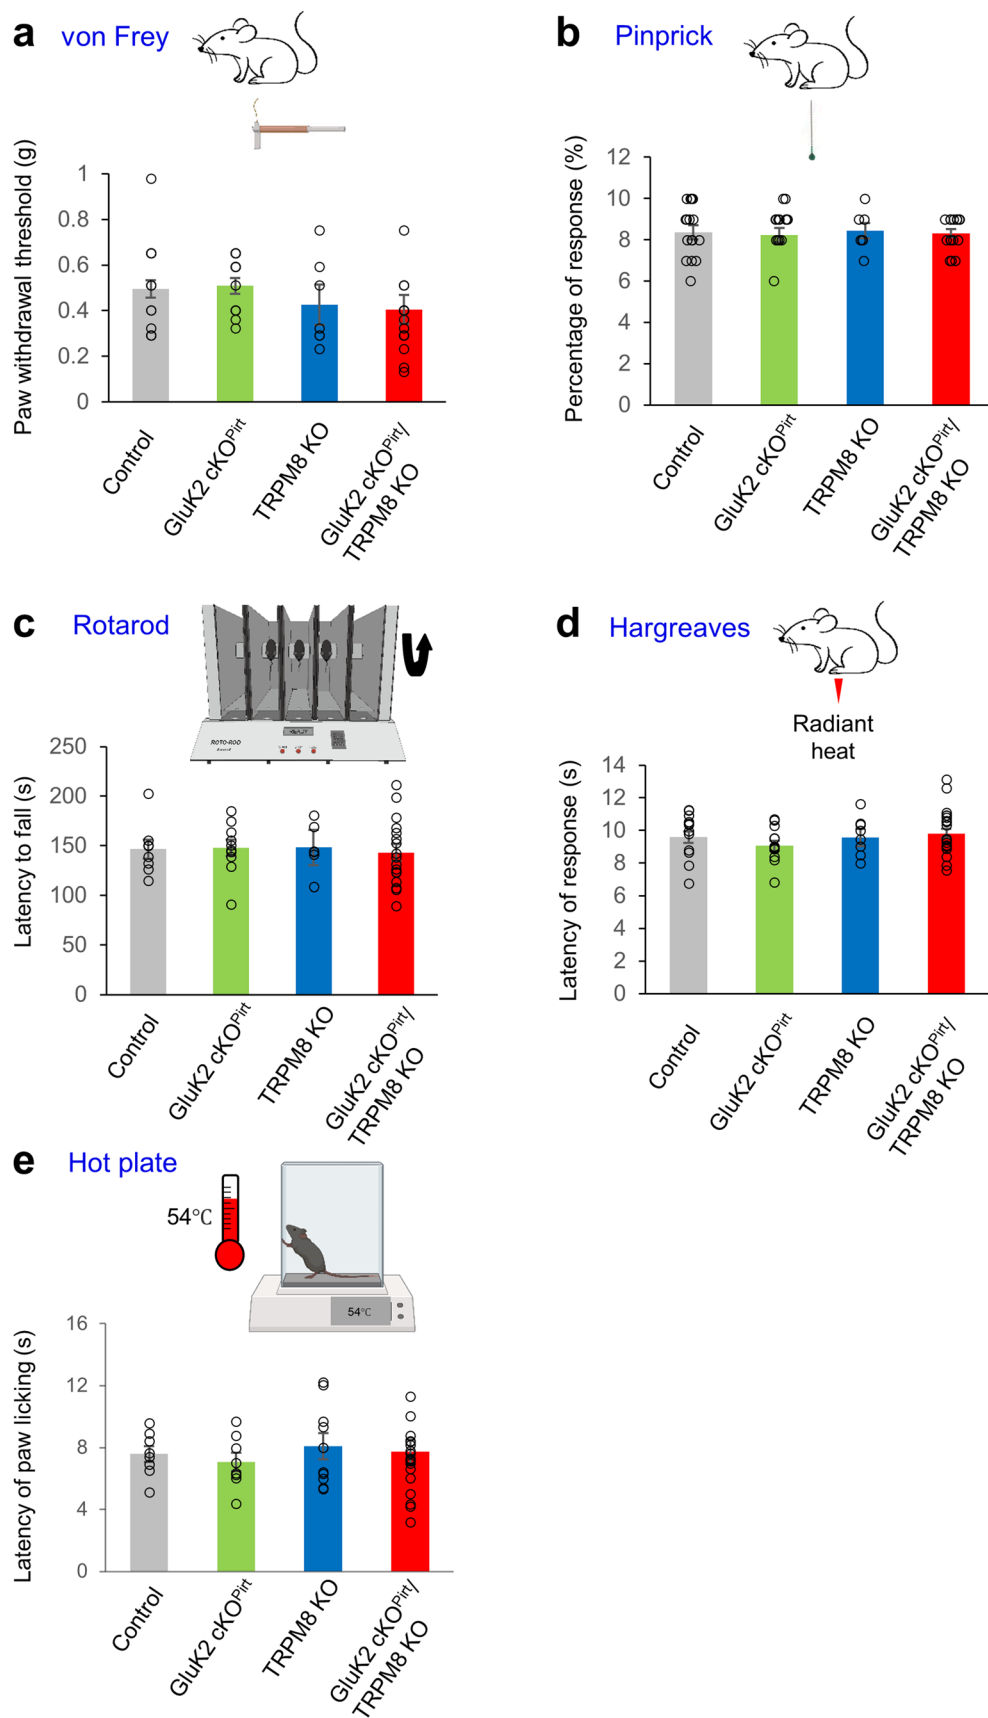 a von Frey
Paw withdrawal threshold (g)
1
0.8
0.6
0.4
0.2
0
Control
GluK2 cKOPirt
TRPM8 KO
GluK2 cKOPirt/
TRPM8 KO
b Pinprick
Percentage of response (%)
12
10
8
6
4
2
0
Control
GluK2 cKOPirt
TRPM8 KO
GluK2 cKOPirt/
TRPM8 KO
c Rotarod
ROTO-ROD
Latency to fall (s)
250
200
150
100
50
0
Control
GluK2 cKOPirt
TRPM8 KO
GluK2 cKOPirt/
TRPM8 KO
d Hargreaves
Radiant
heat
Latency of response (s)
14
12
10
8
6
4
2
0
Control
GluK2 cKOPirt
TRPM8 KO
GluK2 cKOPirt/
TRPM8 KO
e Hot plate
54°C
54°C
Latency of paw licking (s)
16
12
8
4
0
Control
GluK2 cKOPirt
TRPM8 KO
GluK2 cKOPirt/
TRPM8 KO